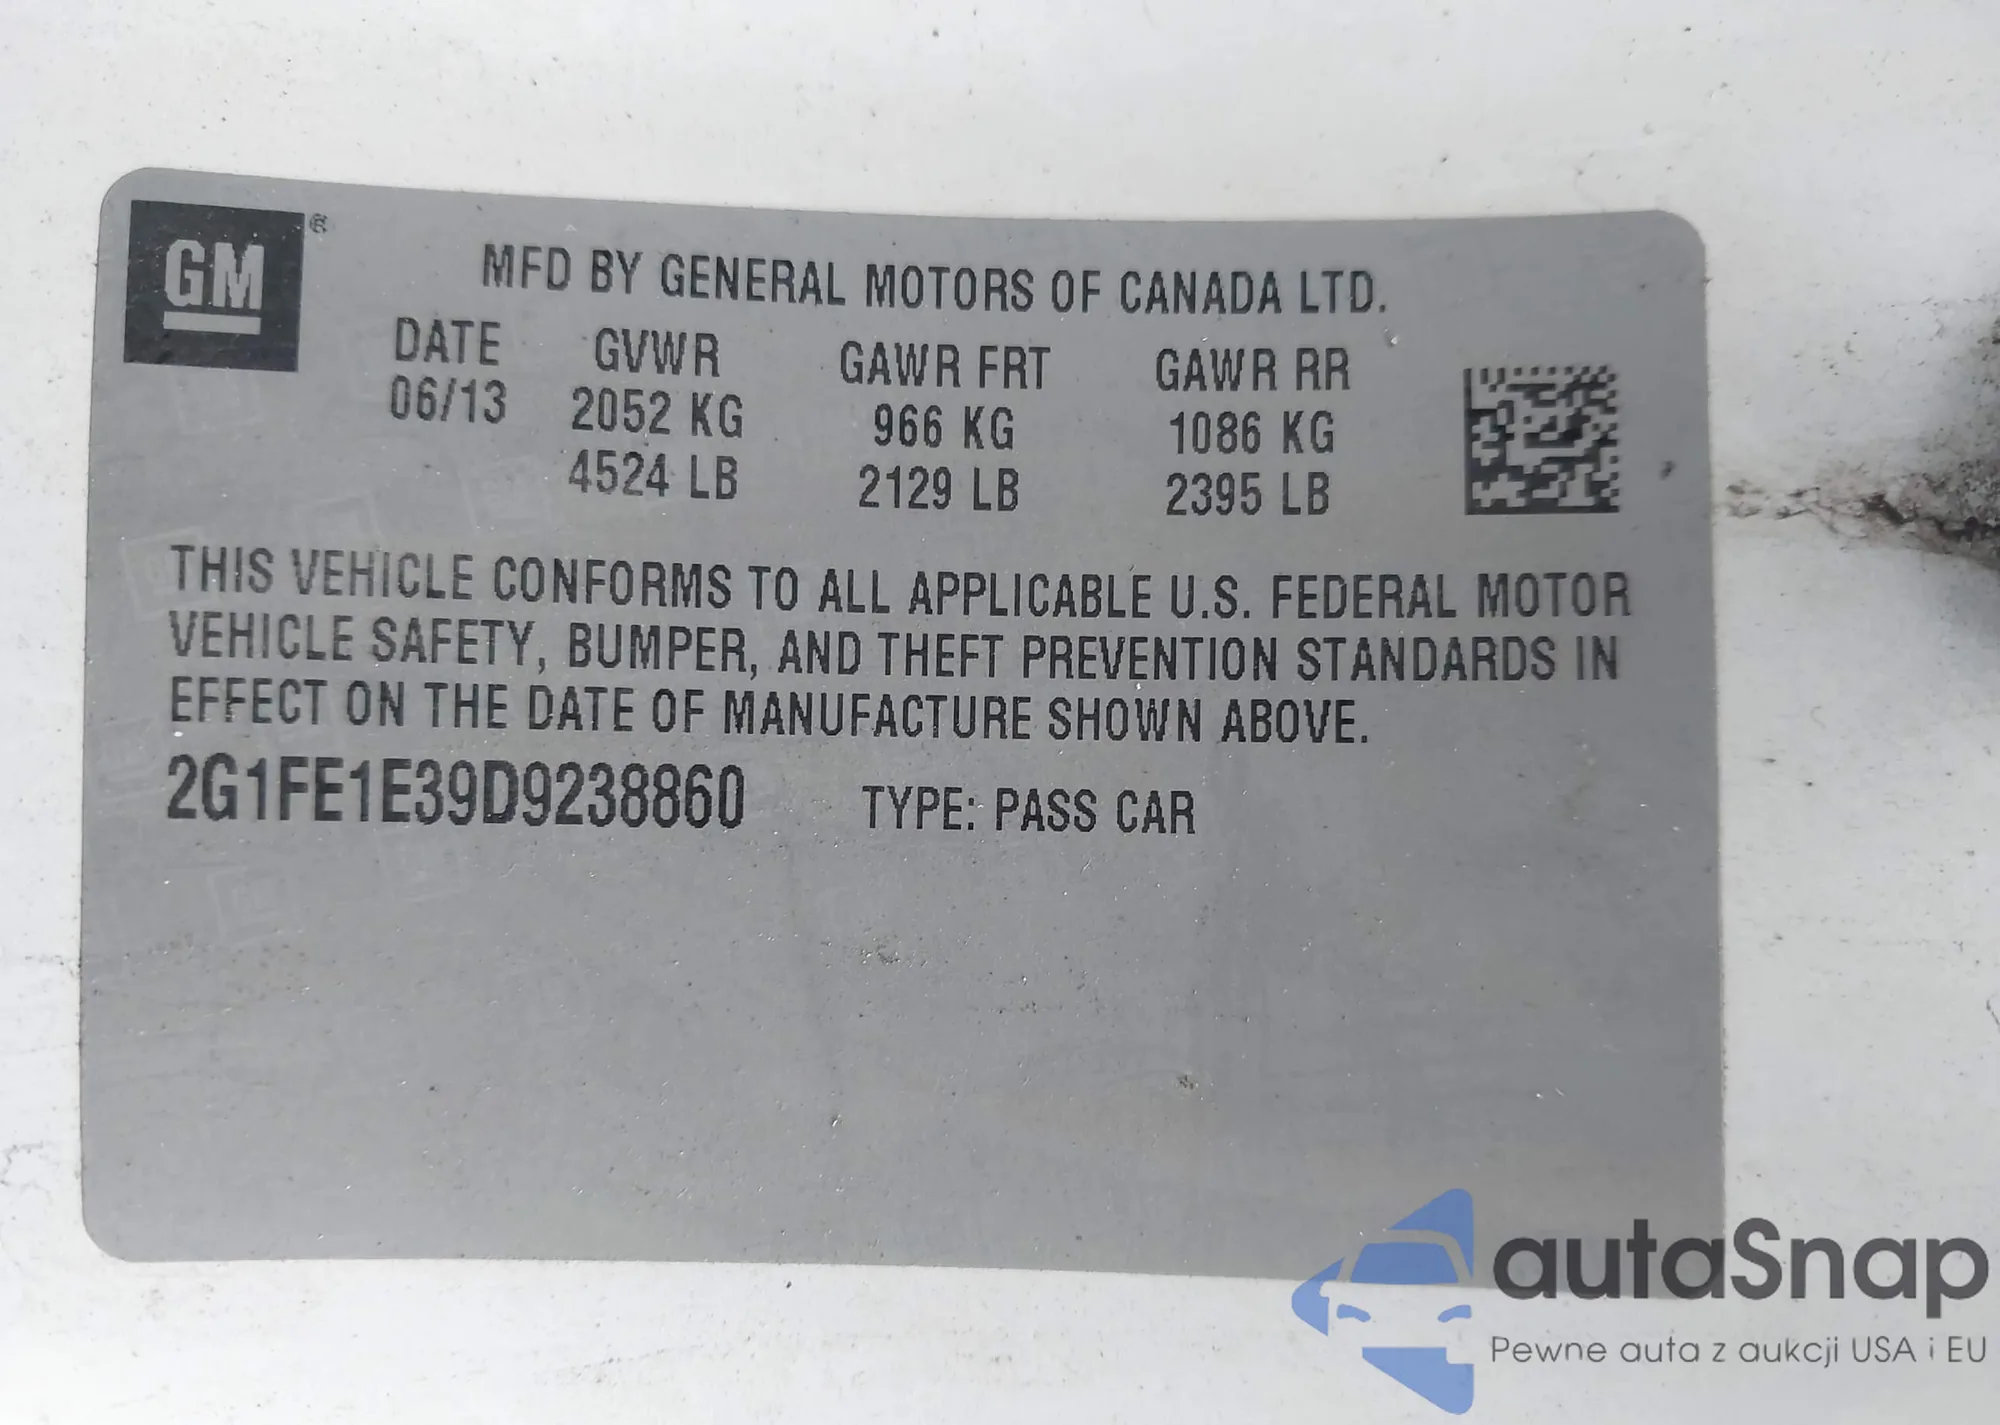 GM ®
MFD BY GENERAL MOTORS OF CANADA LTD.
DATE GVWR GAWR FRT GAWR RR
06/13 2052 KG 966 KG 1086 KG
4524 LB 2129 LB 2395 LB
THIS VEHICLE CONFORMS TO ALL APPLICABLE U.S. FEDERAL MOTOR
VEHICLE SAFETY, BUMPER, AND THEFT PREVENTION STANDARDS IN
EFFECT ON THE DATE OF MANUFACTURE SHOWN ABOVE.
2G1FE1E39D9238860 TYPE: PASS CAR
autaSnap
Pewne auta z aukcji USA i EU